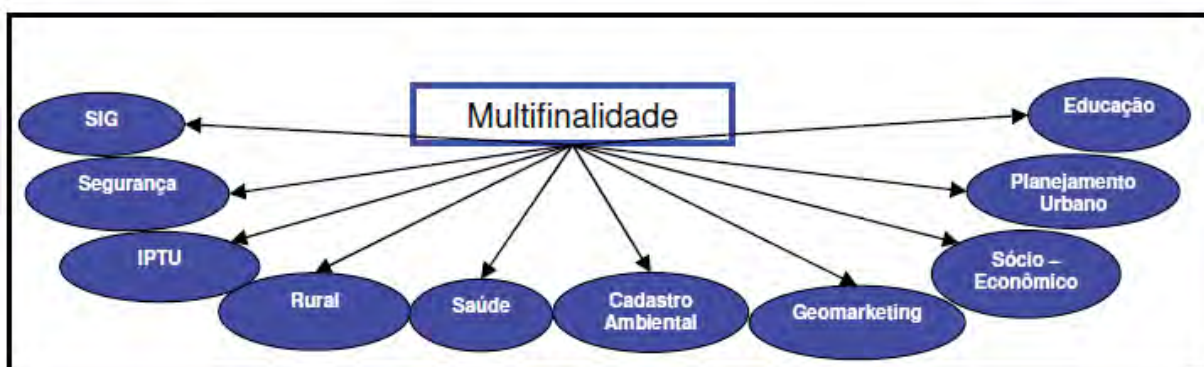 Multifinalidade
SIG
Segurança
IPTU
Rural
Saúde
Cadastro
Ambiental
Geomarketing
Sócio –
Econômico
Planejamento
Urbano
Educação